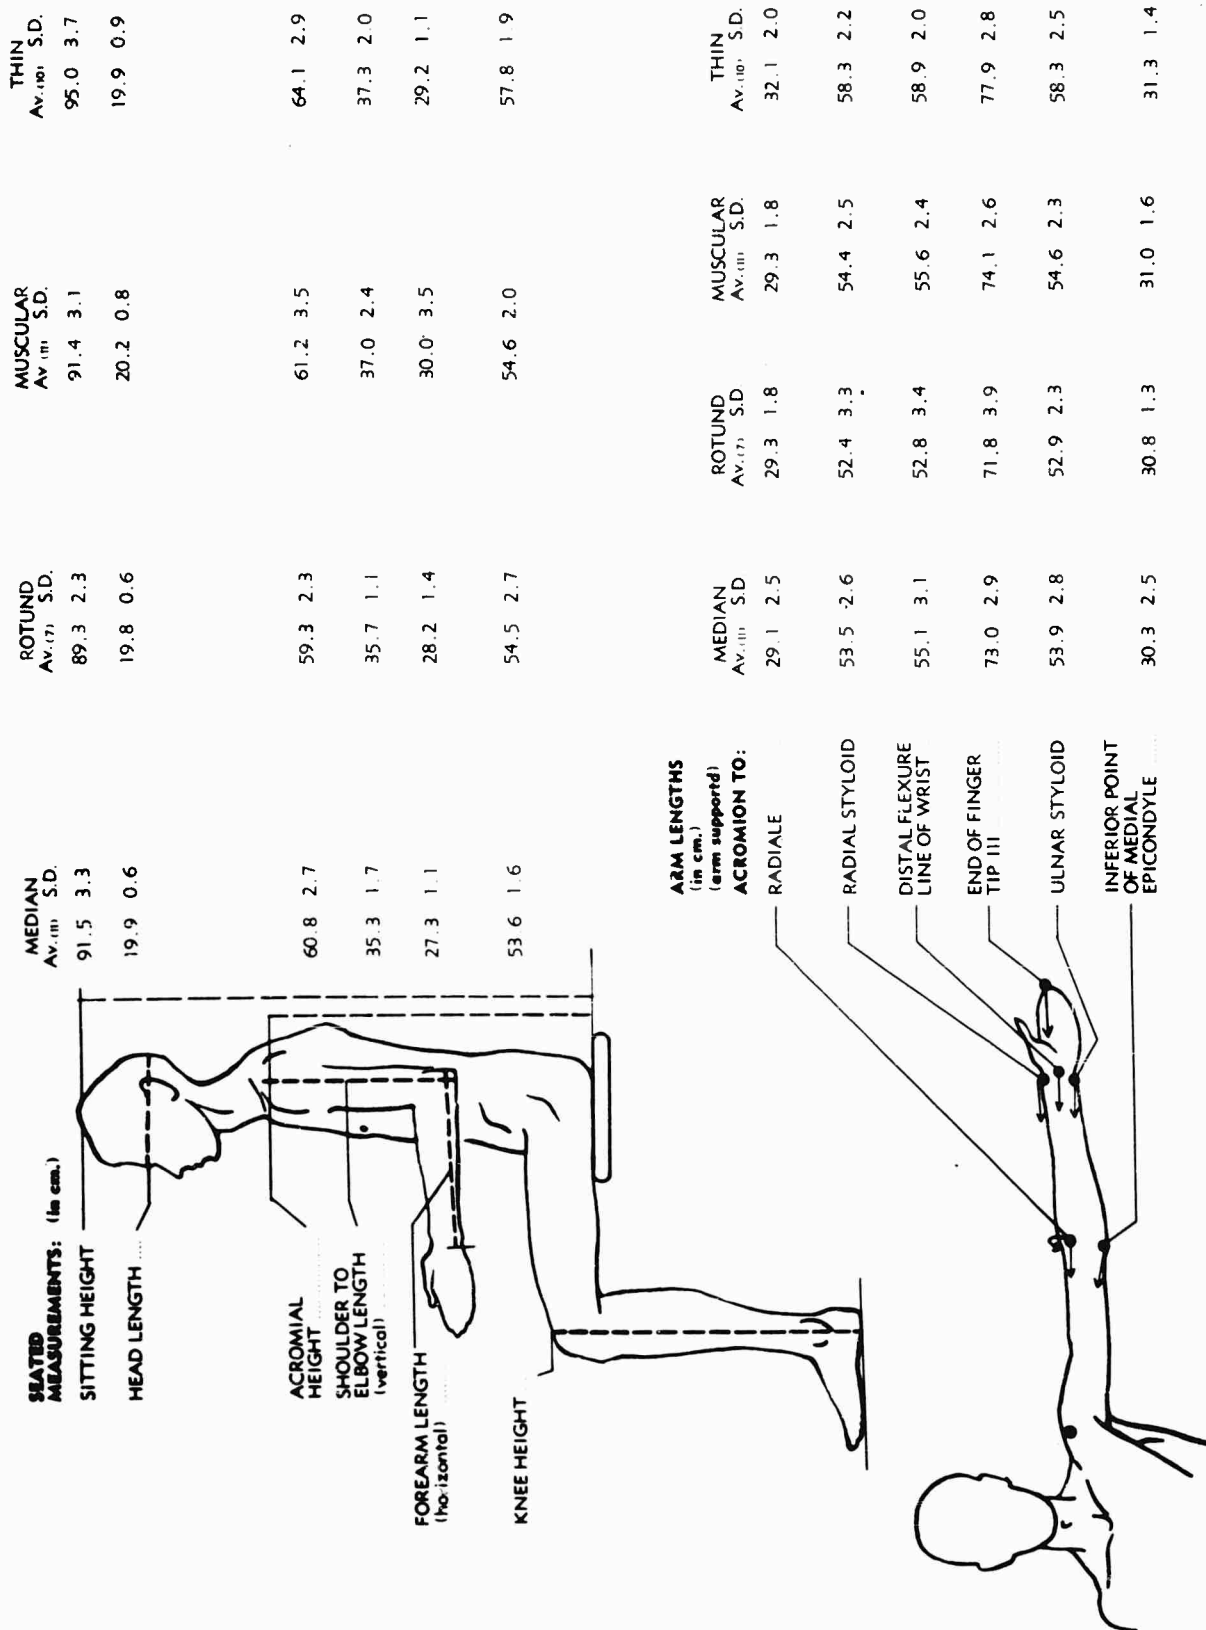 MEDIAN ROTUND MUSCULAR THIN
SEATED Av.(11) S.D. Av.(7) S.D. Av (11) S.D. Av.(10) S.D.
MEASUREMENTS: (in cm.)
SITTING HEIGHT 91.5 3.3 89.3 2.3 91.4 3.1 95.0 3.7
HEAD LENGTH 19.9 0.6 19.8 0.6 20.2 0.8 19.9 0.9
ACROMIAL
HEIGHT 60.8 2.7 59.3 2.3 61.2 3.5 64.1 2.9
SHOULDER TO
ELBOW LENGTH 35.3 1.7 35.7 1.1 37.0 2.4 37.3 2.0
(vertical)
FOREARM LENGTH 27.3 1.1 28.2 1.4 30.0 3.5 29.2 1.1
(horizontal)
KNEE HEIGHT 53.6 1.6 54.5 2.7 54.6 2.0 57.8 1.9
ARM LENGTHS
(in cm.)
(arm supportd) MEDIAN ROTUND MUSCULAR THIN
ACROMION TO: Av.(11) S.D Av.(7) S.D Av.(11) S.D. Av.(10) S.D.
RADIALE 29.1 2.5 29.3 1.8 29.3 1.8 32.1 2.0
RADIAL STYLOID 53.5 -2.6 52.4 3.3 54.4 2.5 58.3 2.2
DISTAL FLEXURE
LINE OF WRIST 55.1 3.1 52.8 3.4 55.6 2.4 58.9 2.0
END OF FINGER
TIP III 73.0 2.9 71.8 3.9 74.1 2.6 77.9 2.8
ULNAR STYLOID 53.9 2.8 52.9 2.3 54.6 2.3 58.3 2.5
INFERIOR POINT
OF MEDIAL
EPICONDYLE 30.3 2.5 30.8 1.3 31.0 1.6 31.3 1.4